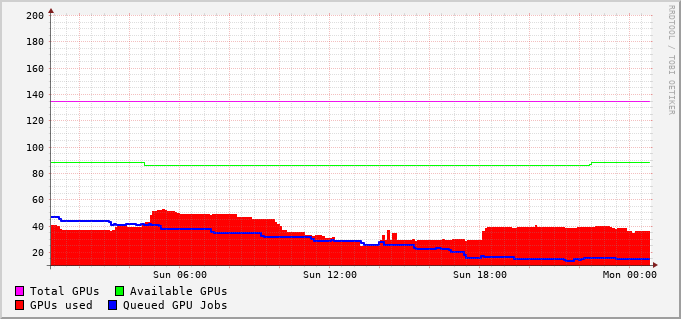 200
180
160
140
120
100
80
60
40
20
Sun 06:00 Sun 12:00 Sun 18:00 Mon 00:00
Total GPUs Available GPUs
GPUs used Queued GPU Jobs
RRDTOOL / TOBI OETIKER